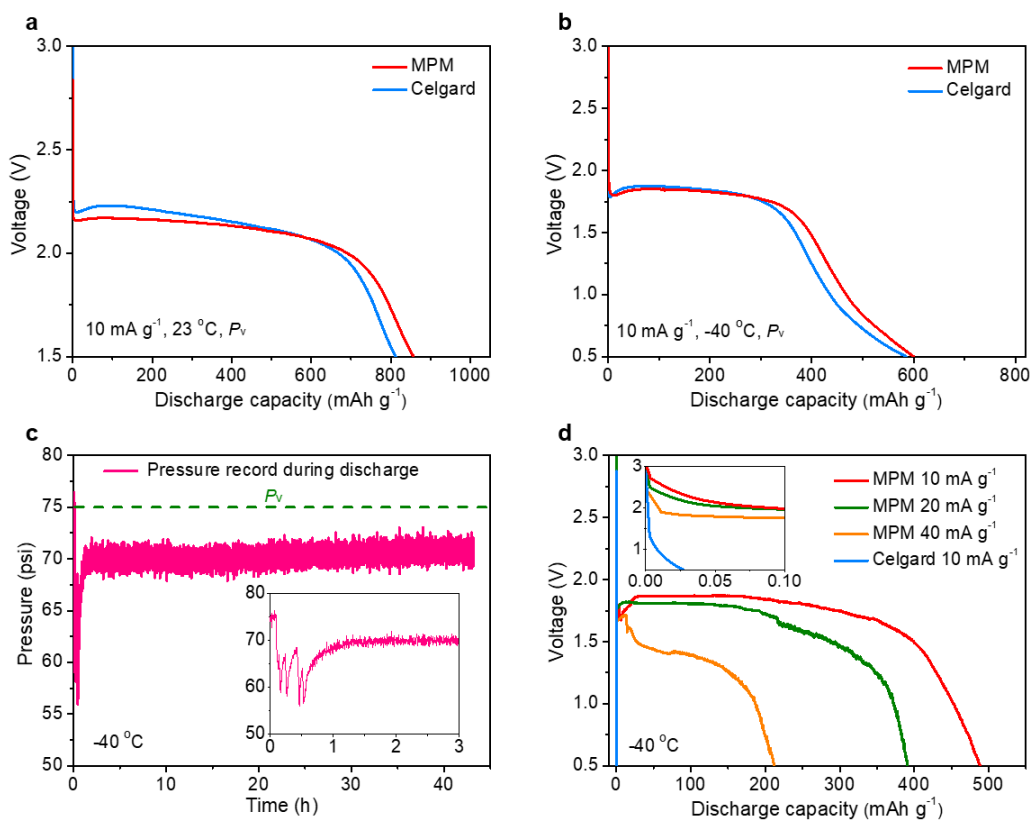 a
3.0
2.5
2.0
1.5
Voltage (V)
MPM
Celgard
10 mA g⁻¹, 23 °C, Pv
0 200 400 600 800 1000
Discharge capacity (mAh g⁻¹)
b
3.0
2.5
2.0
1.5
1.0
0.5
Voltage (V)
MPM
Celgard
10 mA g⁻¹, -40 °C, Pv
0 200 400 600 800
Discharge capacity (mAh g⁻¹)
c
80
75
70
65
60
55
50
Pressure (psi)
Pressure record during discharge
Pv
80
70
60
50
0 1 2 3
-40 °C
0 10 20 30 40
Time (h)
d
3.0
2.5
2.0
1.5
1.0
0.5
Voltage (V)
3
2
1
0.00 0.05 0.10
MPM 10 mA g⁻¹
MPM 20 mA g⁻¹
MPM 40 mA g⁻¹
Celgard 10 mA g⁻¹
-40 °C
0 100 200 300 400 500
Discharge capacity (mAh g⁻¹)